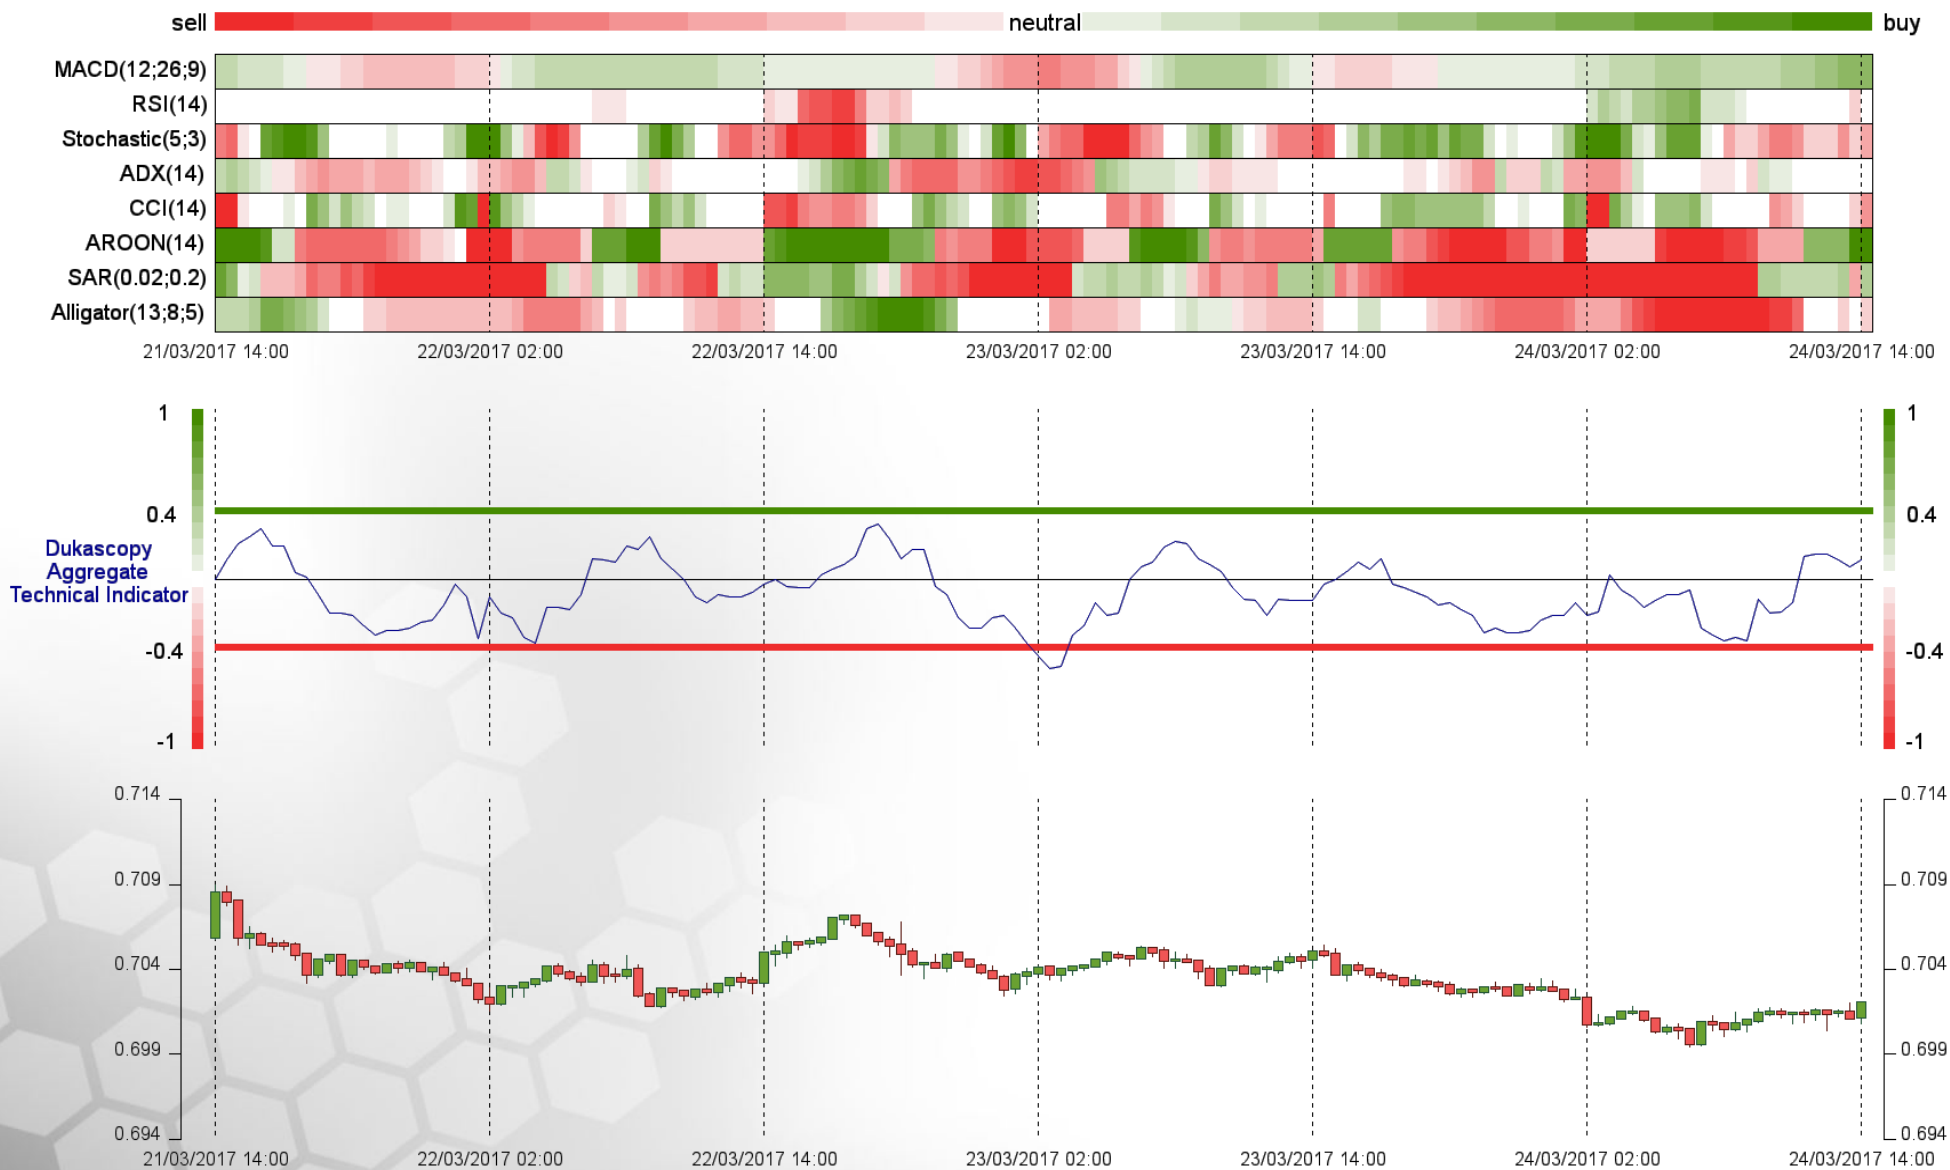 sell neutral buy
MACD(12;26;9)
RSI(14)
Stochastic(5;3)
ADX(14)
CCI(14)
AROON(14)
SAR(0.02;0.2)
Alligator(13;8;5)
21/03/2017 14:00 22/03/2017 02:00 22/03/2017 14:00 23/03/2017 02:00 23/03/2017 14:00 24/03/2017 02:00 24/03/2017 14:00
1 1
0.4 0.4
Dukascopy
Aggregate
Technical Indicator
-0.4 -0.4
-1 -1
0.714 0.714
0.709 0.709
0.704 0.704
0.699 0.699
0.694 0.694
21/03/2017 14:00 22/03/2017 02:00 22/03/2017 14:00 23/03/2017 02:00 23/03/2017 14:00 24/03/2017 02:00 24/03/2017 14:00